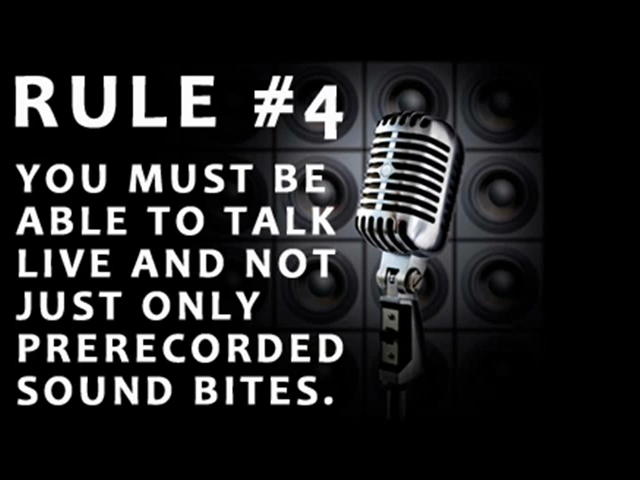 RULE #4
YOU MUST BE
ABLE TO TALK
LIVE AND NOT
JUST ONLY
PRERECORDED
SOUND BITES.